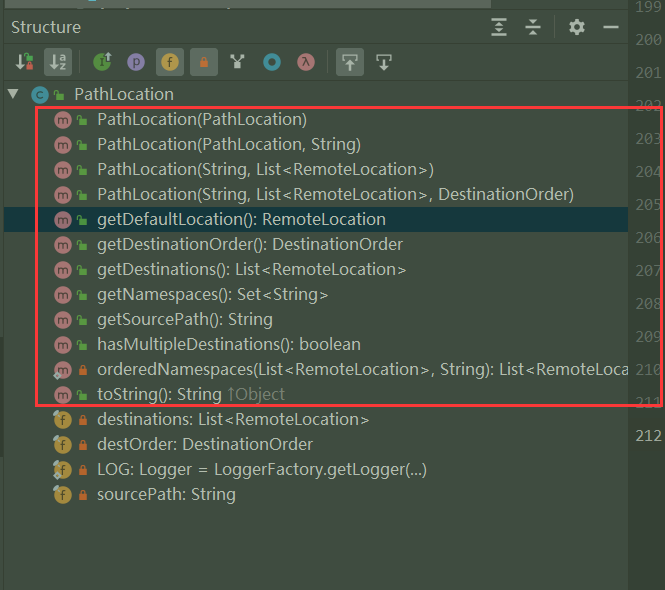 Structure
PathLocation
PathLocation(PathLocation)
PathLocation(PathLocation, String)
PathLocation(String, List<RemoteLocation>)
PathLocation(String, List<RemoteLocation>, DestinationOrder)
getDefaultLocation(): RemoteLocation
getDestinationOrder(): DestinationOrder
getDestinations(): List<RemoteLocation>
getNamespaces(): Set<String>
getSourcePath(): String
hasMultipleDestinations(): boolean
orderedNamespaces(List<RemoteLocation>, String): List<RemoteLoca
toString(): String ↑Object
destinations: List<RemoteLocation>
destOrder: DestinationOrder
LOG: Logger = LoggerFactory.getLogger(...)
sourcePath: String
199
200
201
202
203
204
205
206
207
208
209
210
211
212